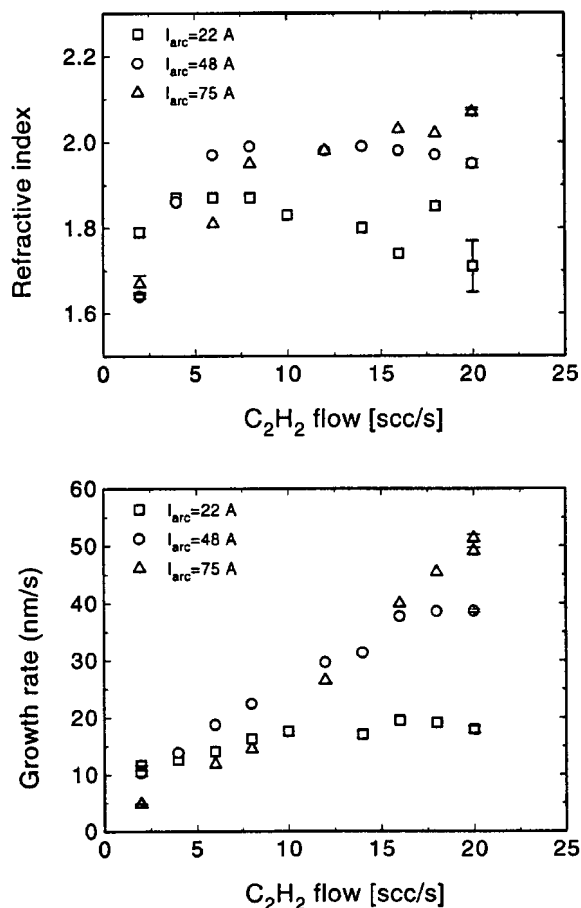 I_arc=22 A
I_arc=48 A
I_arc=75 A
2.2
2.0
1.8
1.6
Refractive index
0 5 10 15 20 25
C₂H₂ flow [scc/s]
60
50
40
30
20
10
0
I_arc=22 A
I_arc=48 A
I_arc=75 A
Growth rate (nm/s)
0 5 10 15 20 25
C₂H₂ flow [scc/s]